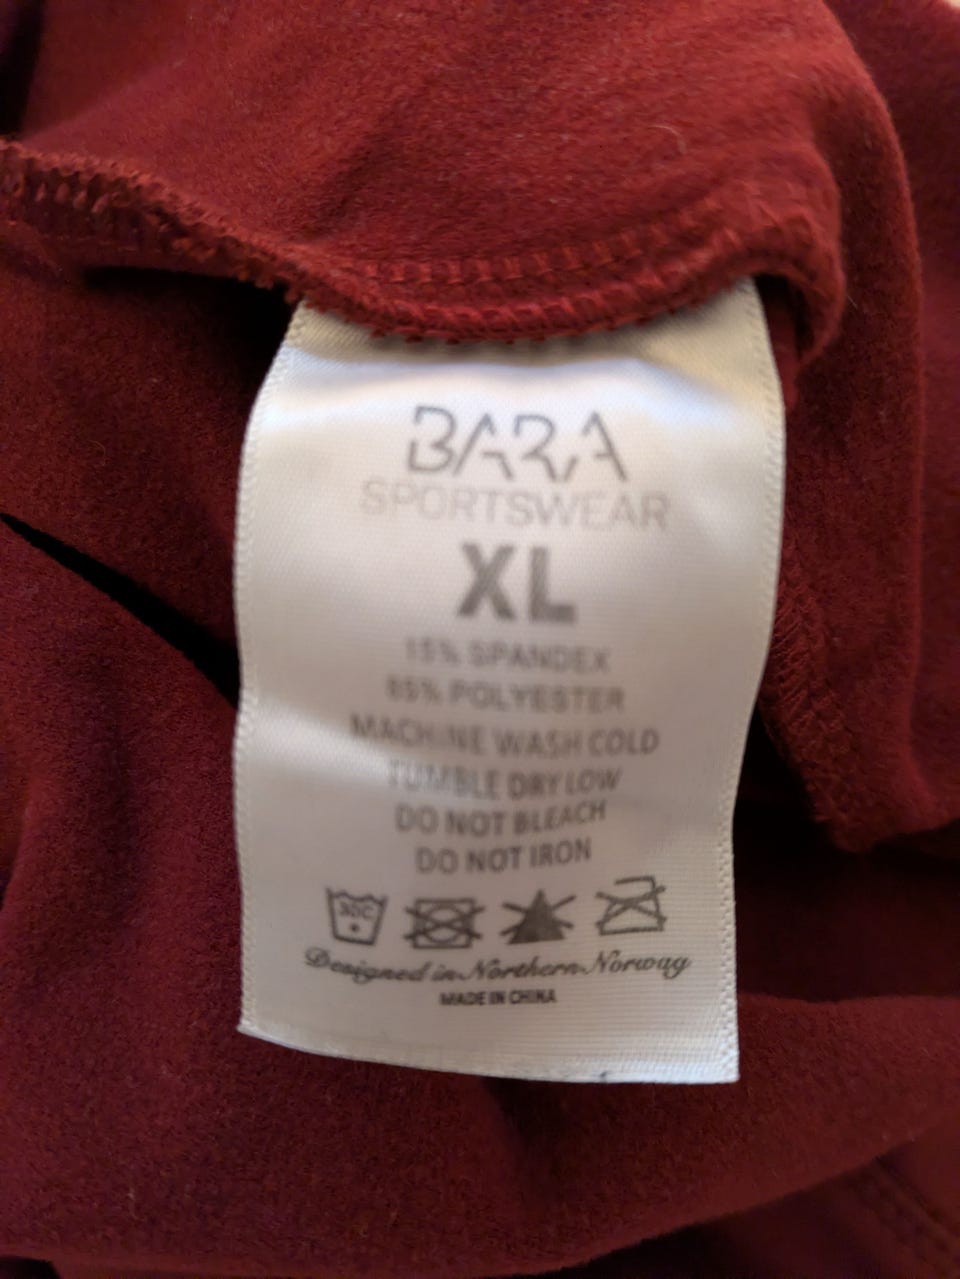 BARA
SPORTSWEAR
XL
15% SPANDEX
85% POLYESTER
MACHINE WASH COLD
TUMBLE DRY LOW
DO NOT BLEACH
DO NOT IRON
30C
Designed in Northern Norway
MADE IN CHINA